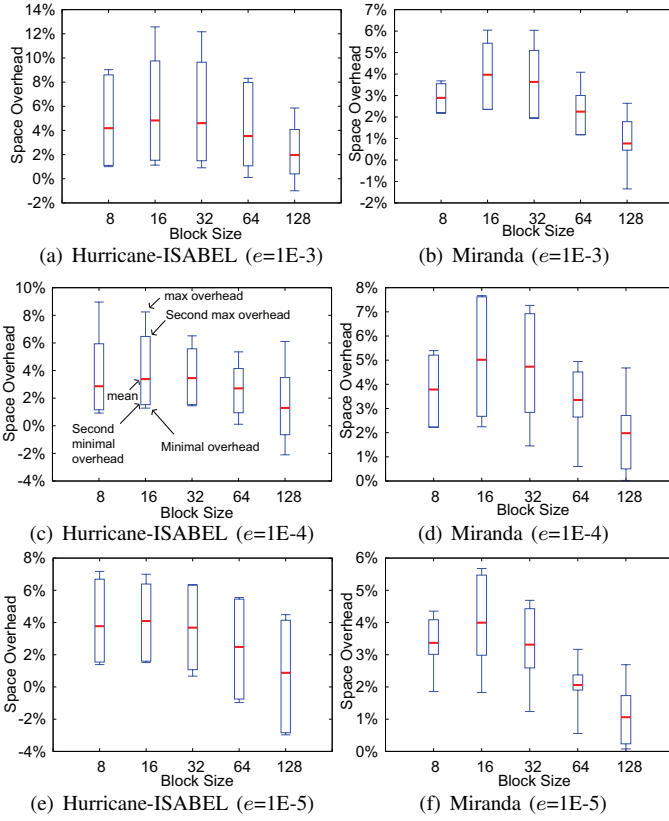 14%
12%
10%
8%
6%
4%
2%
0%
-2%
Space Overhead
8 16 32 64 128
Block Size
(a) Hurricane-ISABEL (e=1E-3)
7%
6%
5%
4%
3%
2%
1%
0%
-1%
-2%
Space Overhead
8 16 32 64 128
Block Size
(b) Miranda (e=1E-3)
10%
8%
6%
4%
2%
0%
-2%
-4%
Space Overhead
max overhead
Second max overhead
mean
Second
minimal
overhead
Minimal overhead
8 16 32 64 128
Block Size
(c) Hurricane-ISABEL (e=1E-4)
8%
7%
6%
5%
4%
3%
2%
1%
0%
Space Overhead
8 16 32 64 128
Block Size
(d) Miranda (e=1E-4)
8%
6%
4%
2%
0%
-2%
-4%
Space Overhead
8 16 32 64 128
Block Size
(e) Hurricane-ISABEL (e=1E-5)
6%
5%
4%
3%
2%
1%
0%
Space Overhead
8 16 32 64 128
Block Size
(f) Miranda (e=1E-5)